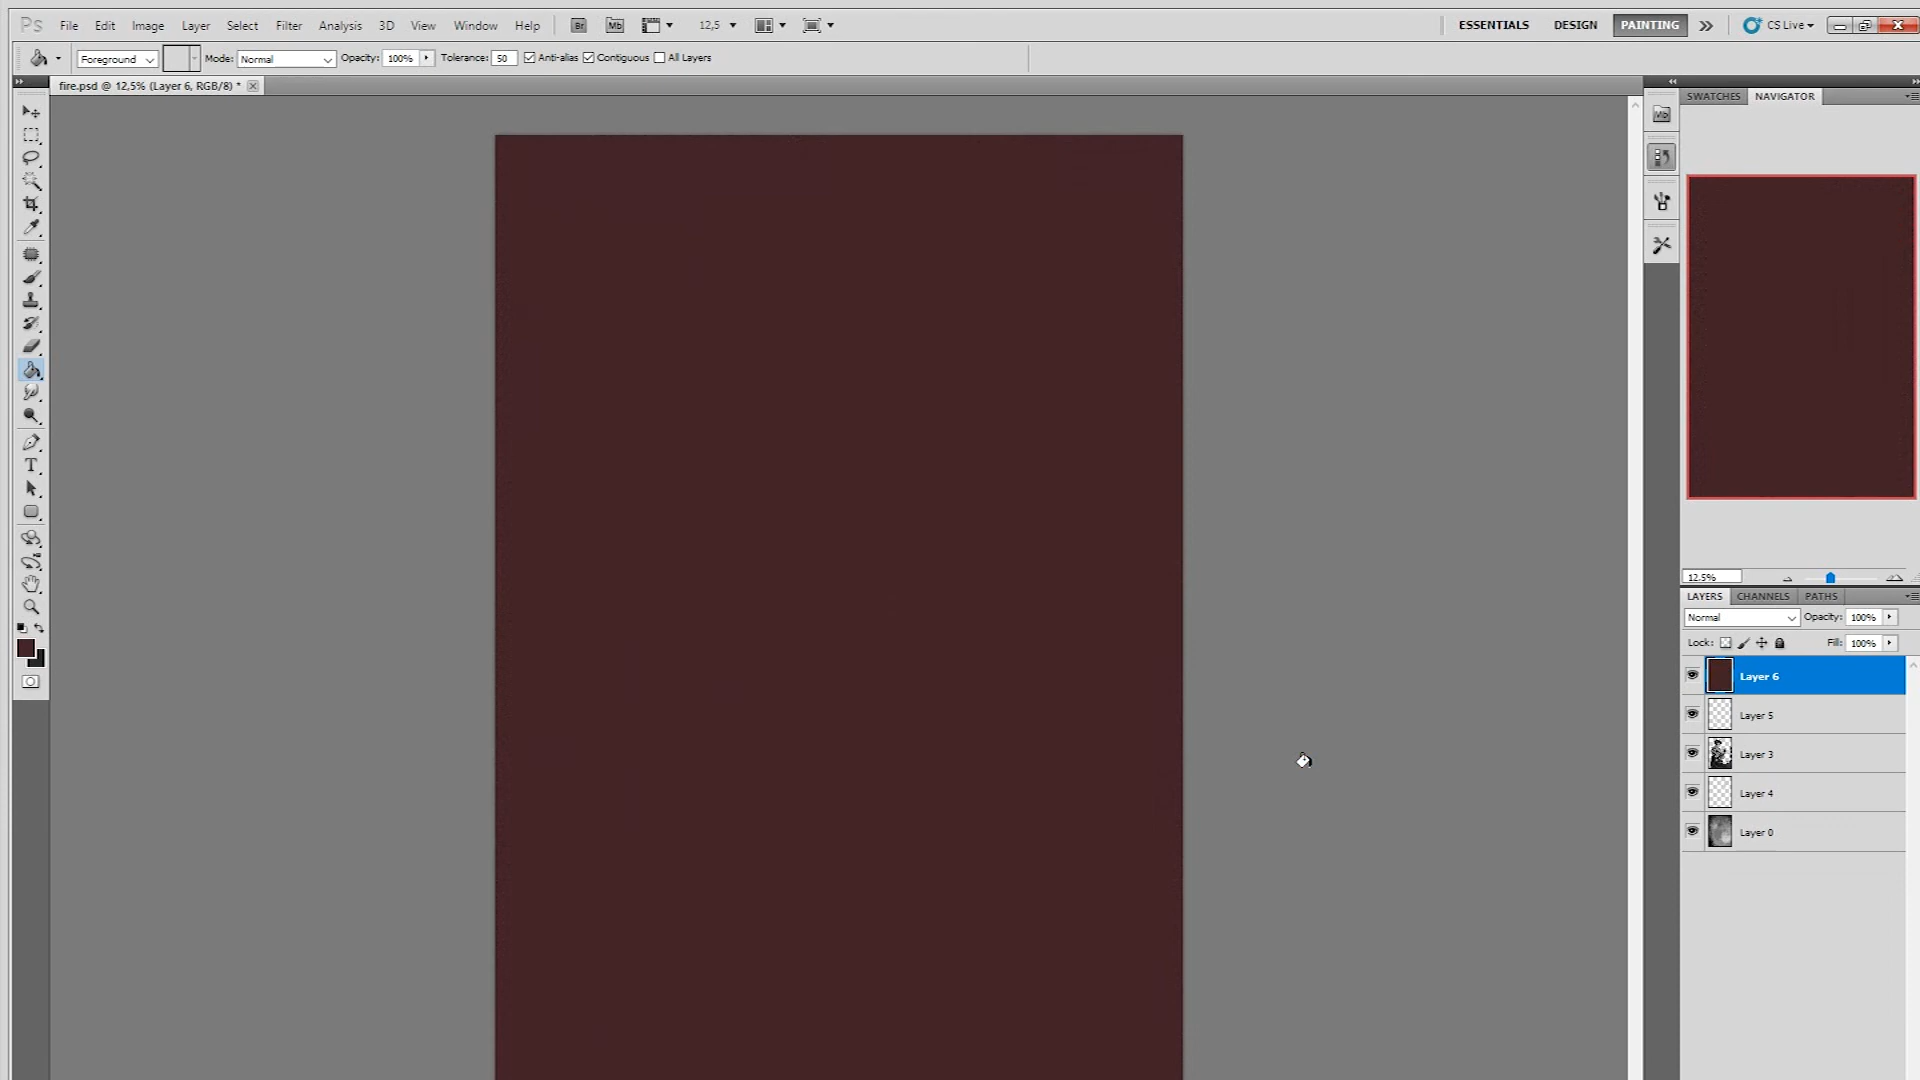 Ps File Edit Image Layer Select Filter Analysis 3D View Window Help Br Mb 12,5 ESSENTIALS DESIGN PAINTING CS Live
Foreground Mode: Normal Opacity: 100% Tolerance: 50 Anti-alias Contiguous All Layers
fire.psd @ 12,5% (Layer 6, RGB/8) *
SWATCHES NAVIGATOR
Mb
T
12.5%
LAYERS CHANNELS PATHS
Normal Opacity: 100%
Lock: Fill: 100%
Layer 6
Layer 5
Layer 3
Layer 4
Layer 0